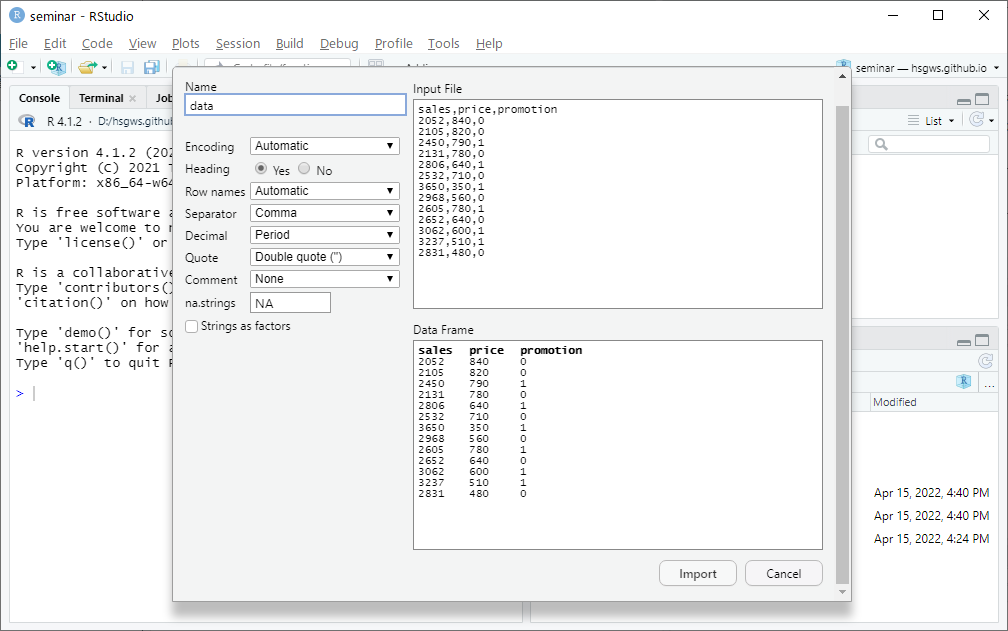 seminar - RStudio
File Edit Code View Plots Session Build Debug Profile Tools Help
seminar — hsgws.github.io
Console Terminal Job
R 4.1.2 · D:/hsgws.githu
R version 4.1.2 (202
Copyright (C) 2021 T
Platform: x86_64-w64
R is free software a
You are welcome to r
Type 'license()' or
R is a collaborative
Type 'contributors()
'citation()' on how
Type 'demo()' for so
'help.start()' for a
Type 'q()' to quit R
>
Name
data
Encoding Automatic
Heading Yes No
Row names Automatic
Separator Comma
Decimal Period
Quote Double quote (")
Comment None
na.strings NA
Strings as factors
Input File
sales,price,promotion
2052,840,0
2105,820,0
2450,790,1
2131,780,0
2806,640,1
2532,710,0
3650,350,1
2968,560,0
2605,780,1
2652,640,0
3062,600,1
3237,510,1
2831,480,0
Data Frame
sales price promotion
2052 840 0
2105 820 0
2450 790 1
2131 780 0
2806 640 1
2532 710 0
3650 350 1
2968 560 0
2605 780 1
2652 640 0
3062 600 1
3237 510 1
2831 480 0
Import Cancel
List
R
...
Modified
Apr 15, 2022, 4:40 PM
Apr 15, 2022, 4:40 PM
Apr 15, 2022, 4:24 PM